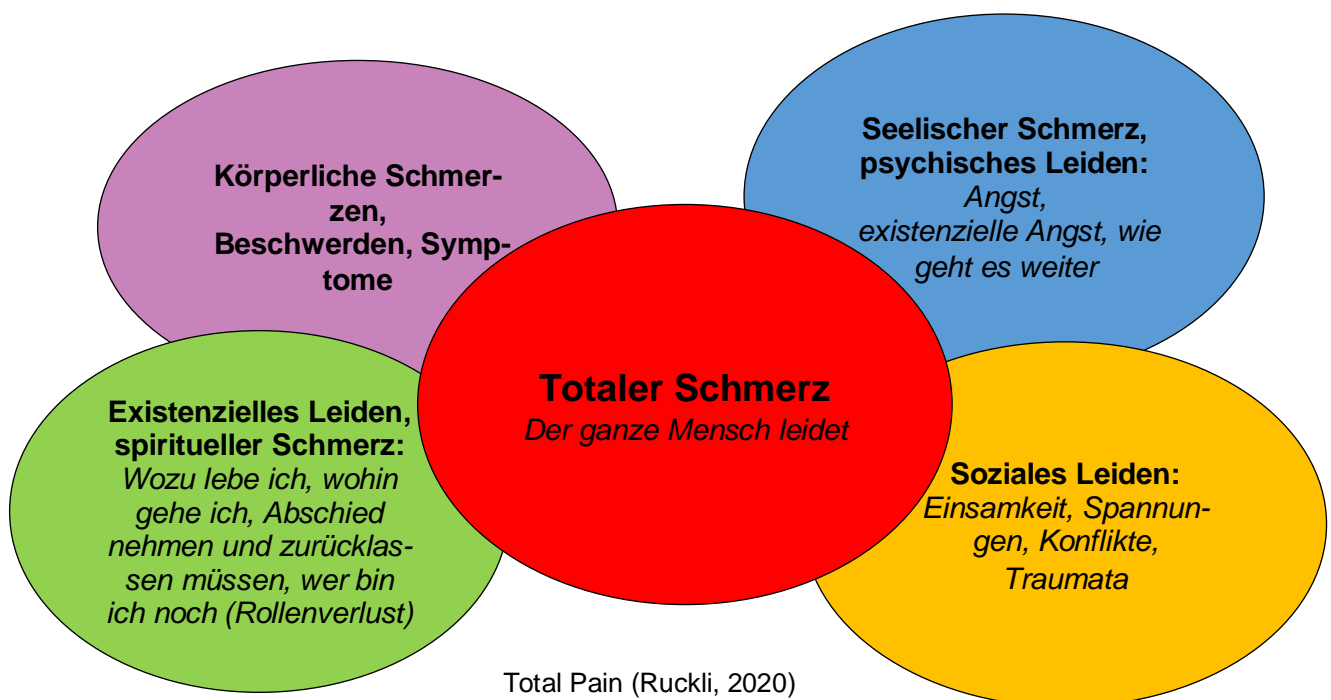 Körperliche Schmer-
zen,
Beschwerden, Symp-
tome
Seelischer Schmerz,
psychisches Leiden:
Angst,
existenzielle Angst, wie
geht es weiter
Totaler Schmerz
Der ganze Mensch leidet
Existenzielles Leiden,
spiritueller Schmerz:
Wozu lebe ich, wohin
gehe ich, Abschied
nehmen und zurücklas-
sen müssen, wer bin
ich noch (Rollenverlust)
Soziales Leiden:
Einsamkeit, Spannun-
gen, Konflikte,
Traumata
Total Pain (Ruckli, 2020)